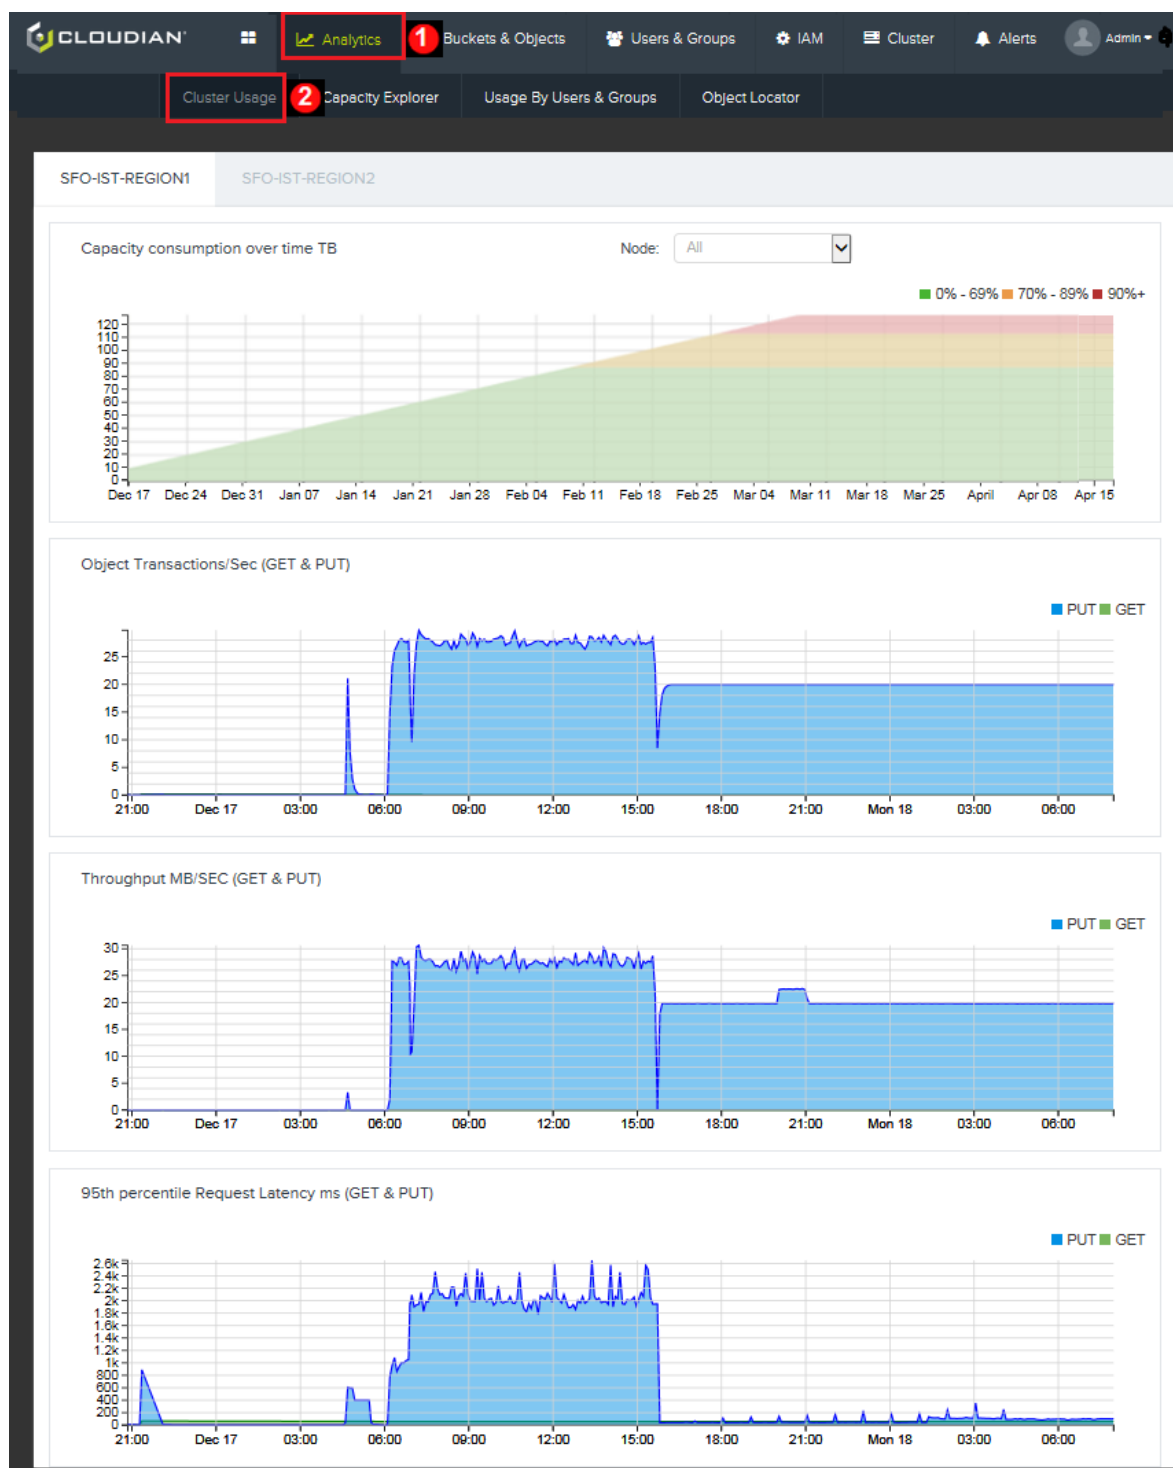 CLOUDIAN Analytics 1 Buckets & Objects Users & Groups IAM Cluster Alerts Admin
Cluster Usage 2 Capacity Explorer Usage By Users & Groups Object Locator
SFO-IST-REGION1 SFO-IST-REGION2
Capacity consumption over time TB Node: All
0% - 69% 70% - 89% 90%+
120
110
100
90
80
70
60
50
40
30
20
10
0
Dec 17 Dec 24 Dec 31 Jan 07 Jan 14 Jan 21 Jan 28 Feb 04 Feb 11 Feb 18 Feb 25 Mar 04 Mar 11 Mar 18 Mar 25 April Apr 08 Apr 15
Object Transactions/Sec (GET & PUT)
PUT GET
25
20
15
10
5
0
21:00 Dec 17 03:00 06:00 09:00 12:00 15:00 18:00 21:00 Mon 18 03:00 06:00
Throughput MB/SEC (GET & PUT)
PUT GET
30
25
20
15
10
5
0
21:00 Dec 17 03:00 06:00 09:00 12:00 15:00 18:00 21:00 Mon 18 03:00 06:00
95th percentile Request Latency ms (GET & PUT)
PUT GET
2.6k
2.4k
2.2k
2k
1.8k
1.6k
1.4k
1.2k
1k
800
600
400
200
0
21:00 Dec 17 03:00 06:00 09:00 12:00 15:00 18:00 21:00 Mon 18 03:00 06:00